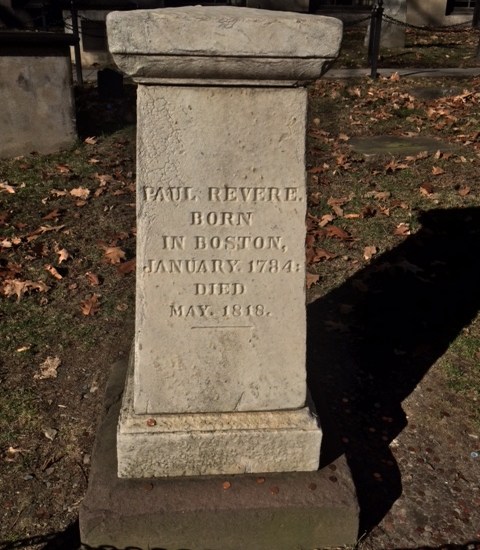 PAUL REVERE.
BORN
IN BOSTON,
JANUARY. 1734:
DIED
MAY. 1818.